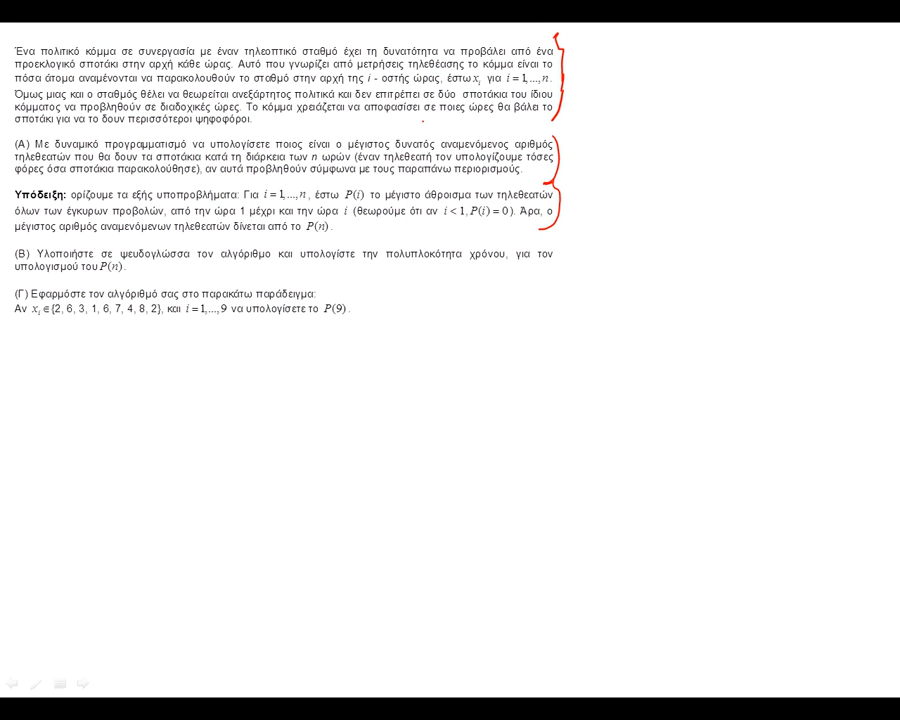 Ένα πολιτικό κόμμα σε συνεργασία με έναν τηλεοπτικό σταθμό έχει τη δυνατότητα να προβάλει από ένα
προεκλογικό σποτάκι στην αρχή κάθε ώρας. Αυτό που γνωρίζει από μετρήσεις τηλεθέασης το κόμμα είναι το
πόσα άτομα αναμένονται να παρακολουθούν το σταθμό στην αρχή της i - οστής ώρας, έστω x_i για i = 1,...,n.
Όμως μιας και ο σταθμός θέλει να θεωρείται ανεξάρτητος πολιτικά και δεν επιτρέπει σε δύο σποτάκια του ίδιου
κόμματος να προβληθούν σε διαδοχικές ώρες. Το κόμμα χρειάζεται να αποφασίσει σε ποιες ώρες θα βάλει το
σποτάκι για να το δουν περισσότεροι ψηφοφόροι.
(Α) Με δυναμικό προγραμματισμό να υπολογίσετε ποιος είναι ο μέγιστος δυνατός αναμενόμενος αριθμός
τηλεθεατών που θα δουν τα σποτάκια κατά τη διάρκεια των n ωρών (έναν τηλεθεατή τον υπολογίζουμε τόσες
φόρες όσα σποτάκια παρακολούθησε), αν αυτά προβληθούν σύμφωνα με τους παραπάνω περιορισμούς.
Υπόδειξη: ορίζουμε τα εξής υποπροβλήματα: Για i = 1,...,n, έστω P(i) το μέγιστο άθροισμα των τηλεθεατών
όλων των έγκυρων προβολών, από την ώρα 1 μέχρι και την ώρα i (θεωρούμε ότι αν i < 1, P(i) = 0). Άρα, ο
μέγιστος αριθμός αναμενόμενων τηλεθεατών δίνεται από το P(n).
(Β) Υλοποιήστε σε ψευδογλώσσα τον αλγόριθμο και υπολογίστε την πολυπλοκότητα χρόνου, για τον
υπολογισμού του P(n).
(Γ) Εφαρμόστε τον αλγόριθμό σας στο παρακάτω παράδειγμα:
Αν x_i ∈ {2, 6, 3, 1, 6, 7, 4, 8, 2}, και i = 1,...,9 να υπολογίσετε το P(9).